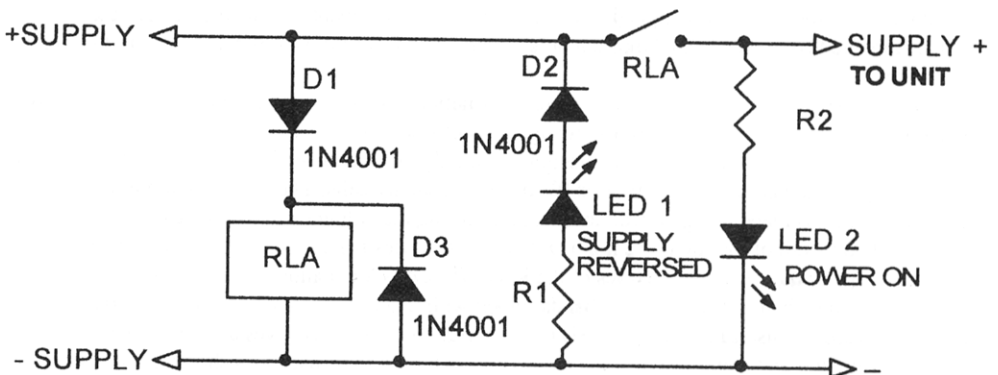 +SUPPLY
D1
1N4001
RLA
D3
1N4001
- SUPPLY
D2
1N4001
LED 1
SUPPLY
REVERSED
R1
RLA
SUPPLY +
TO UNIT
R2
LED 2
POWER ON
–